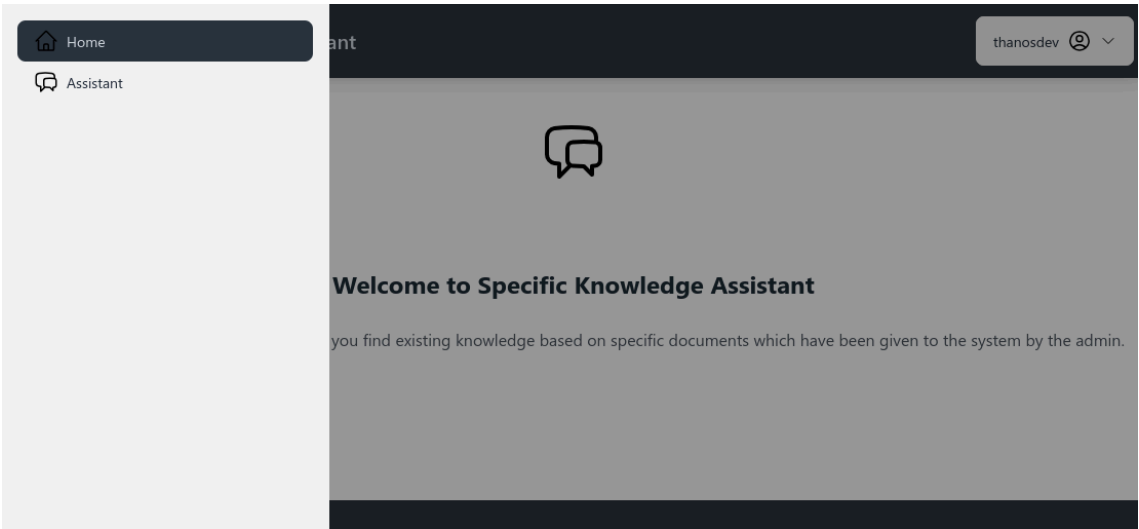 Home
Assistant
ant
thanosdev
Welcome to Specific Knowledge Assistant
you find existing knowledge based on specific documents which have been given to the system by the admin.